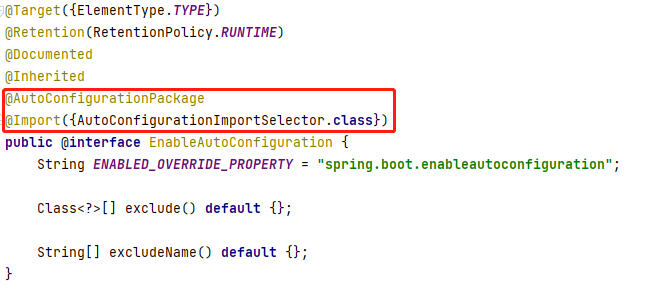 @Target({ElementType.TYPE})
@Retention(RetentionPolicy.RUNTIME)
@Documented
@Inherited
@AutoConfigurationPackage
@Import({AutoConfigurationImportSelector.class})
public @interface EnableAutoConfiguration {
    String ENABLED_OVERRIDE_PROPERTY = "spring.boot.enableautoconfiguration";
    Class<?>[] exclude() default {};
    String[] excludeName() default {};
}